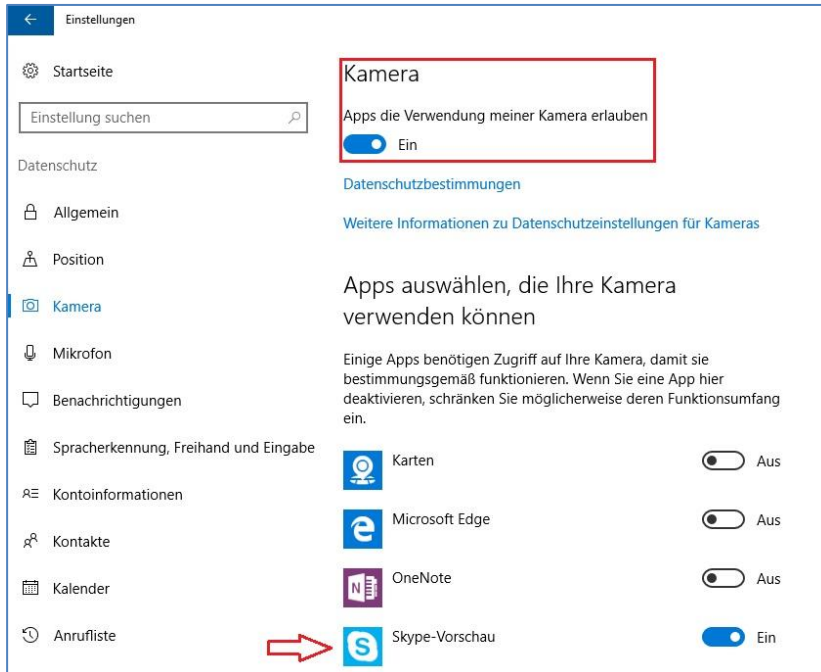 Einstellungen
Startseite
Einstellung suchen
Datenschutz
Allgemein
Position
Kamera
Mikrofon
Benachrichtigungen
Spracherkennung, Freihand und Eingabe
Kontoinformationen
Kontakte
Kalender
Anrufliste
Kamera
Apps die Verwendung meiner Kamera erlauben
Ein
Datenschutzbestimmungen
Weitere Informationen zu Datenschutzeinstellungen für Kameras
Apps auswählen, die Ihre Kamera
verwenden können
Einige Apps benötigen Zugriff auf Ihre Kamera, damit sie
bestimmungsgemäß funktionieren. Wenn Sie eine App hier
deaktivieren, schränken Sie möglicherweise deren Funktionsumfang
ein.
Karten Aus
Microsoft Edge Aus
OneNote Aus
Skype-Vorschau Ein